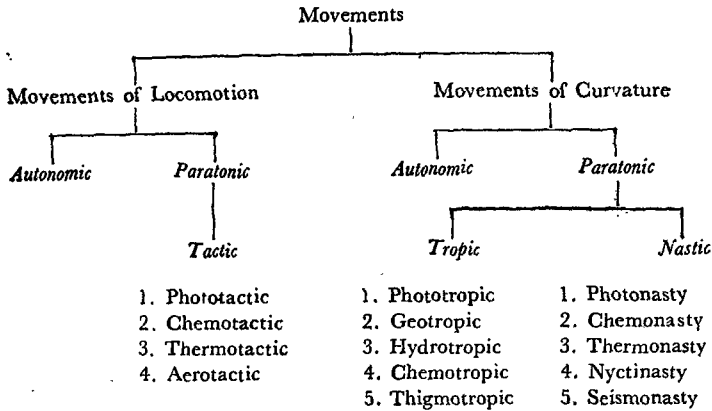 Movements
Movements of Locomotion Movements of Curvature
Autonomic Paratonic Autonomic Paratonic
Tactic Tropic Nastic
1. Phototactic 1. Phototropic 1. Photonasty
2. Chemotactic 2. Geotropic 2. Chemonasty
3. Thermotactic 3. Hydrotropic 3. Thermonasty
4. Aerotactic 4. Chemotropic 4. Nyctinasty
5. Thigmotropic 5. Seismonasty